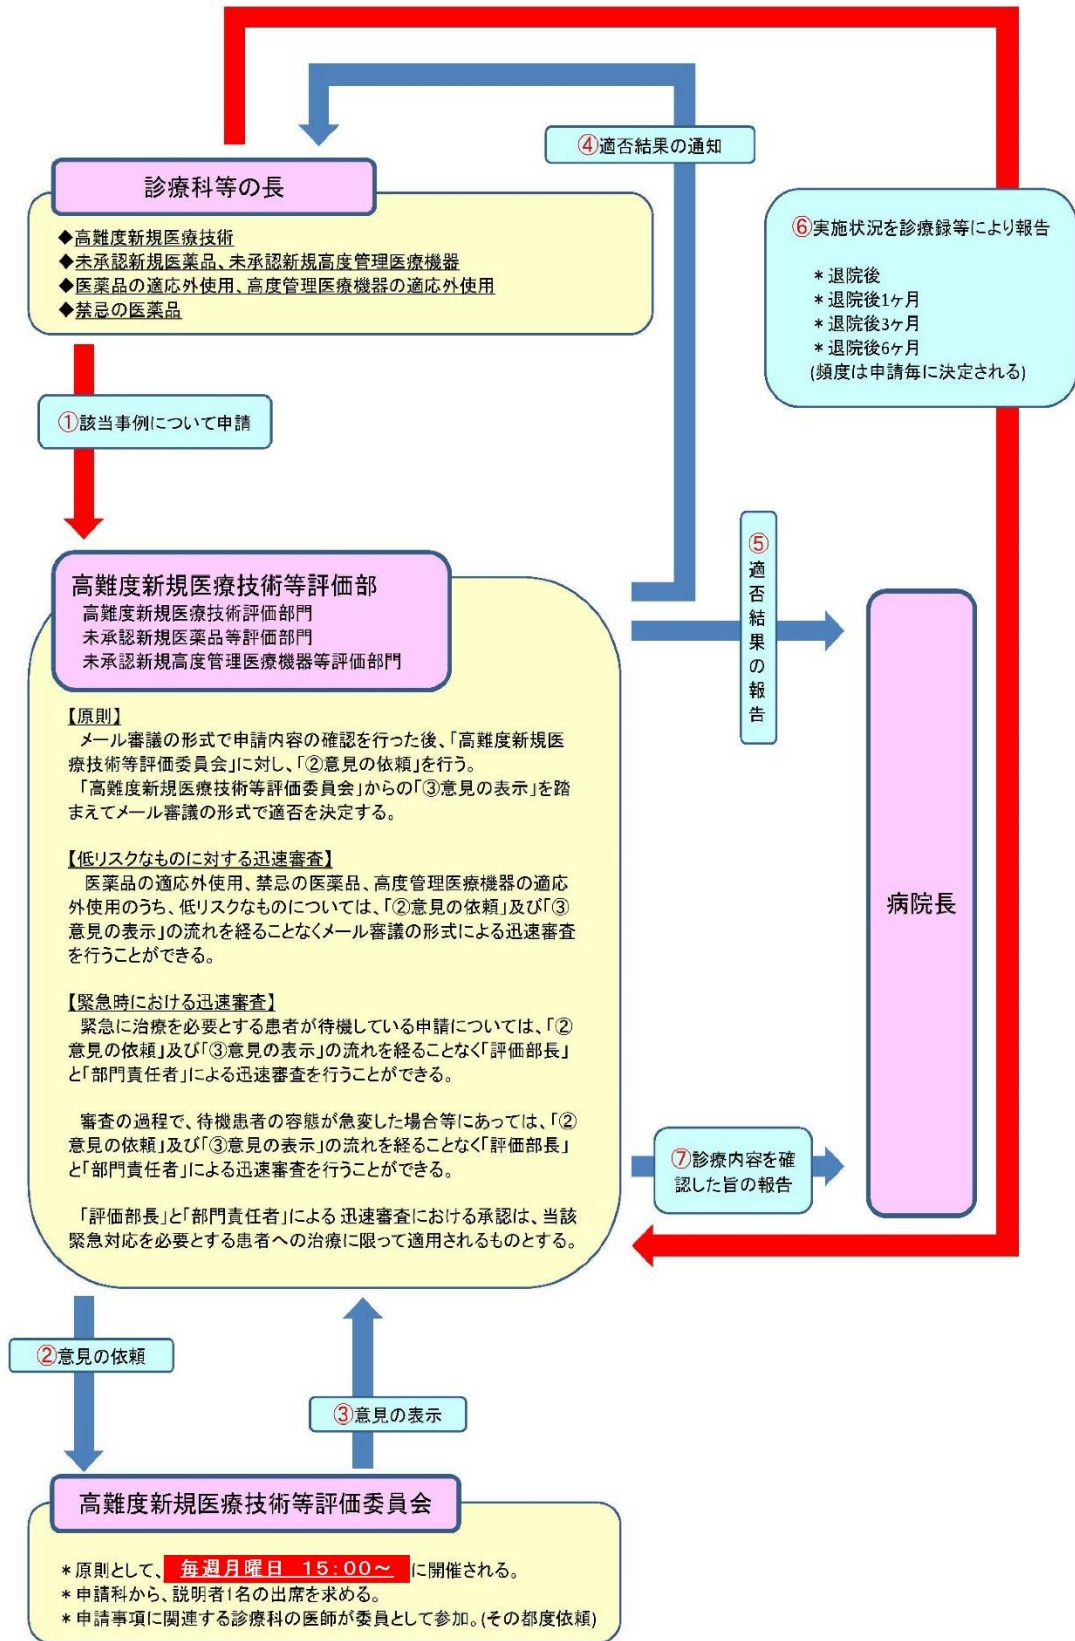 ④適否結果の通知
診療科等の長
◆高難度新規医療技術
◆未承認新規医薬品、未承認新規高度管理医療機器
◆医薬品の適応外使用、高度管理医療機器の適応外使用
◆禁忌の医薬品
⑥実施状況を診療録等により報告
＊退院後
＊退院後1ヶ月
＊退院後3ヶ月
＊退院後6ヶ月
(頻度は申請毎に決定される)
①該当事例について申請
⑤適否結果の報告
高難度新規医療技術等評価部
高難度新規医療技術評価部門
未承認新規医薬品等評価部門
未承認新規高度管理医療機器等評価部門
【原則】
メール審議の形式で申請内容の確認を行った後、「高難度新規医
療技術等評価委員会」に対し、「②意見の依頼」を行う。
「高難度新規医療技術等評価委員会」からの「③意見の表示」を踏
まえてメール審議の形式で適否を決定する。
【低リスクなものに対する迅速審査】
医薬品の適応外使用、禁忌の医薬品、高度管理医療機器の適応
外使用のうち、低リスクなものについては、「②意見の依頼」及び「③
意見の表示」の流れを経ることなくメール審議の形式による迅速審査
を行うことができる。
【緊急時における迅速審査】
緊急に治療を必要とする患者が待機している申請については、「②
意見の依頼」及び「③意見の表示」の流れを経ることなく「評価部長」
と「部門責任者」による迅速審査を行うことができる。
審査の過程で、待機患者の容態が急変した場合等にあっては、「②
意見の依頼」及び「③意見の表示」の流れを経ることなく「評価部長」
と「部門責任者」による迅速審査を行うことができる。
「評価部長」と「部門責任者」による 迅速審査における承認は、当該
緊急対応を必要とする患者への治療に限って適用されるものとする。
病院長
⑦診療内容を確
認した旨の報告
②意見の依頼
③意見の表示
高難度新規医療技術等評価委員会
＊原則として、 毎週月曜日 15:00～ に開催される。
＊申請科から、説明者1名の出席を求める。
＊申請事項に関連する診療科の医師が委員として参加。(その都度依頼)